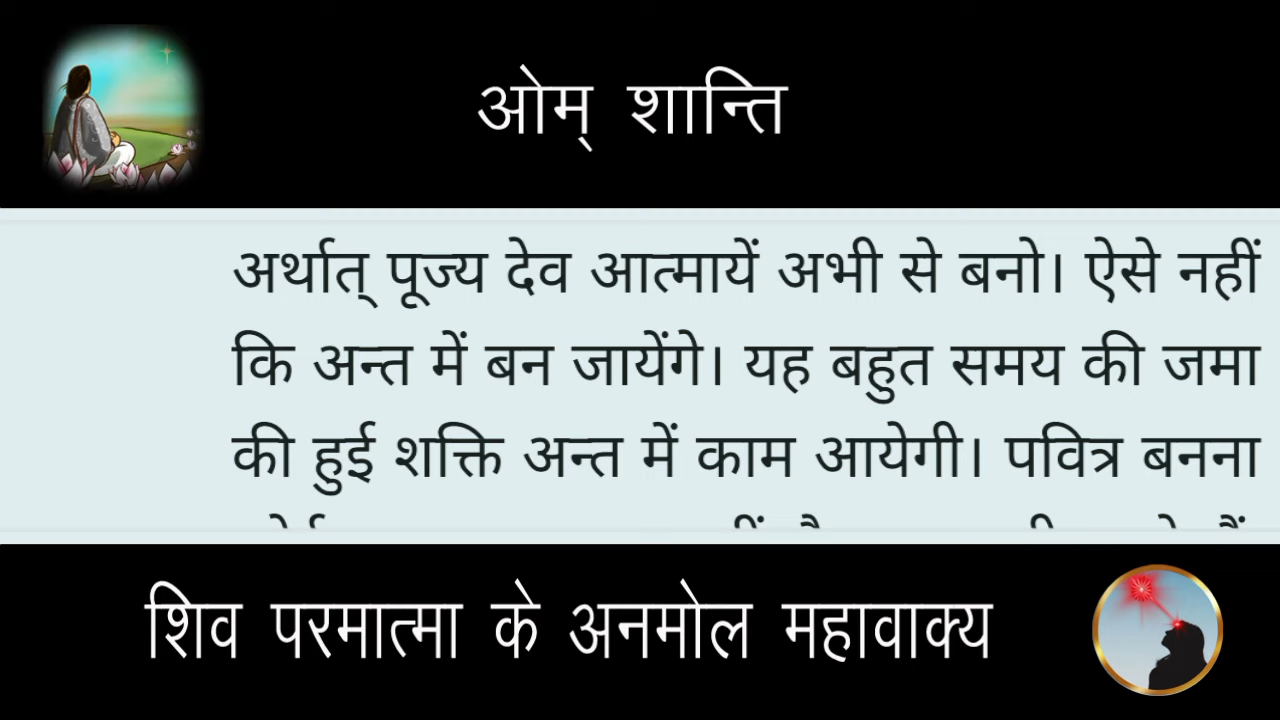 ओम् शान्ति
अर्थात् पूज्य देव आत्मायें अभी से बनो। ऐसे नहीं
कि अन्त में बन जायेंगे। यह बहुत समय की जमा
की हुई शक्ति अन्त में काम आयेगी। पवित्र बनना
शिव परमात्मा के अनमोल महावाक्य